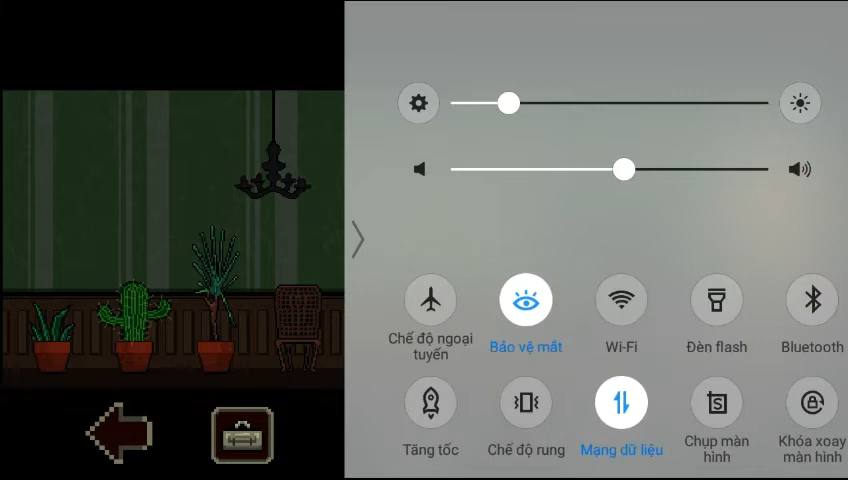 Chế độ ngoại
tuyến
Bảo vệ mắt
Wi-Fi
Đèn flash
Bluetooth
Tăng tốc
Chế độ rung
Mạng dữ liệu
Chụp màn
hình
Khóa xoay
màn hình